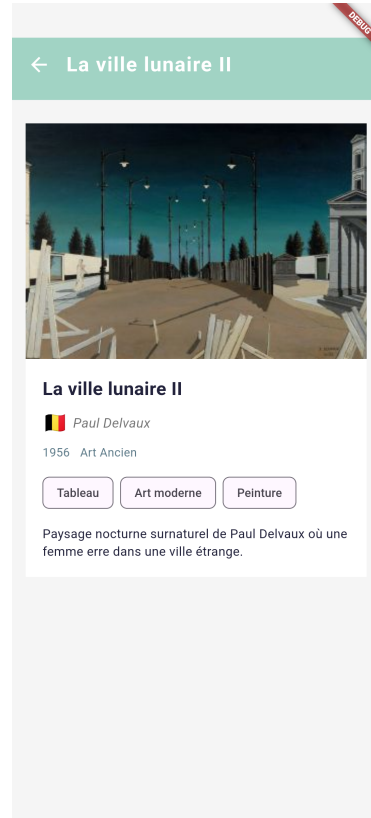 DEBUG
La ville lunaire II
La ville lunaire II
Paul Delvaux
1956 Art Ancien
Tableau Art moderne Peinture
Paysage nocturne surnaturel de Paul Delvaux où une
femme erre dans une ville étrange.